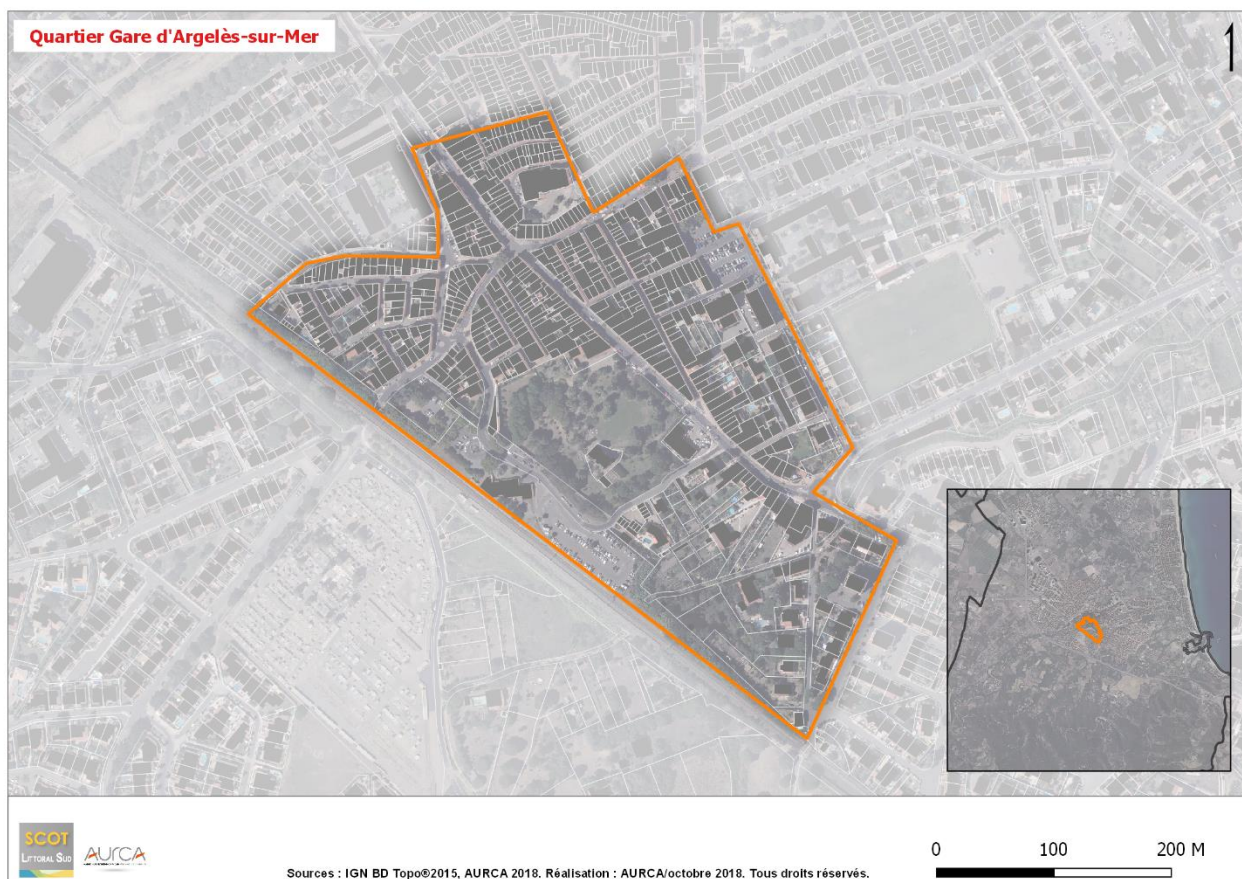 Quartier Gare d'Argelès-sur-Mer
SCOT
LITTORAL SUD
AURCA
Sources : IGN BD Topo®2015, AURCA 2018. Réalisation : AURCA/octobre 2018. Tous droits réservés.
0 100 200 M